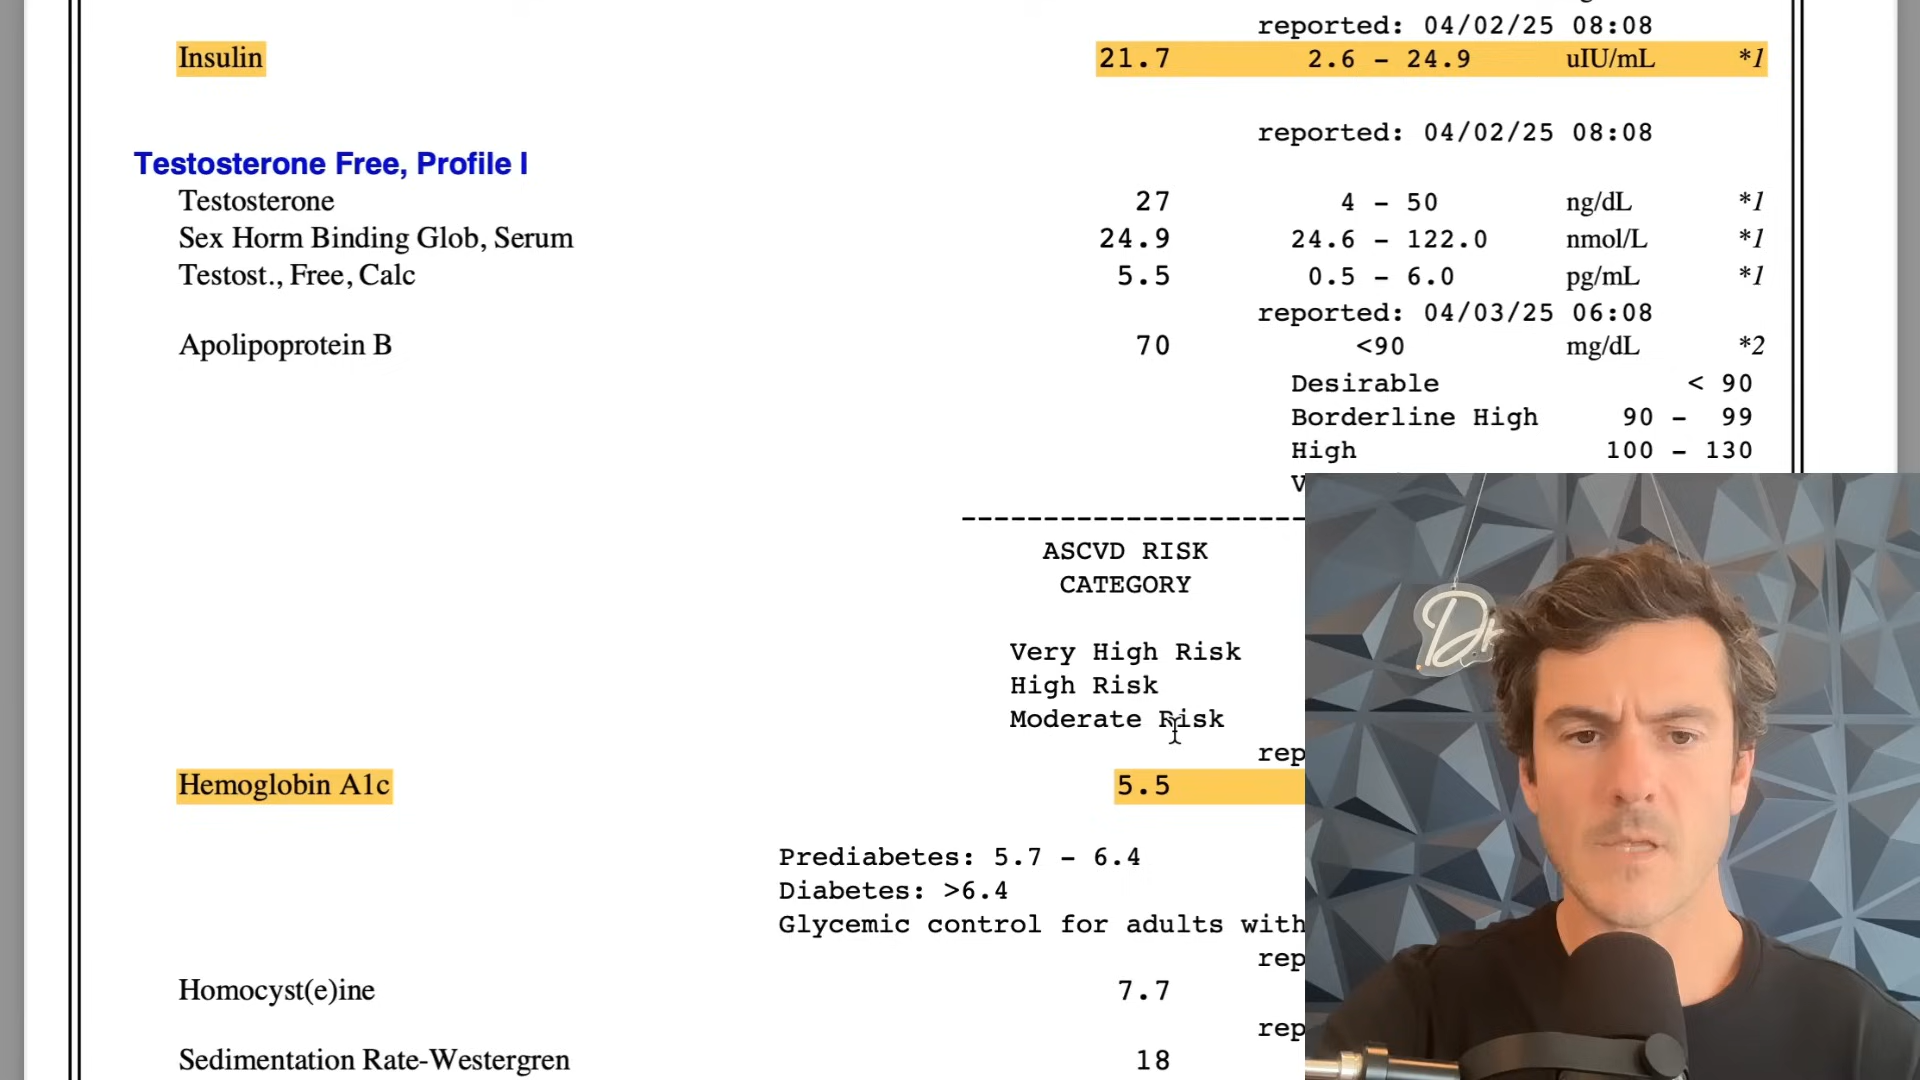 reported: 04/02/25 08:08
Insulin 21.7 2.6 - 24.9 uIU/mL *1
reported: 04/02/25 08:08
Testosterone Free, Profile I
Testosterone 27 4 - 50 ng/dL *1
Sex Horm Binding Glob, Serum 24.9 24.6 - 122.0 nmol/L *1
Testost., Free, Calc 5.5 0.5 - 6.0 pg/mL *1
reported: 04/03/25 06:08
Apolipoprotein B 70 <90 mg/dL *2
Desirable < 90
Borderline High 90 - 99
High 100 - 130
ASCVD RISK
CATEGORY
Very High Risk
High Risk
Moderate Risk
Hemoglobin A1c 5.5
Prediabetes: 5.7 - 6.4
Diabetes: >6.4
Glycemic control for adults with
Homocyst(e)ine 7.7
Sedimentation Rate-Westergren 18
Dr